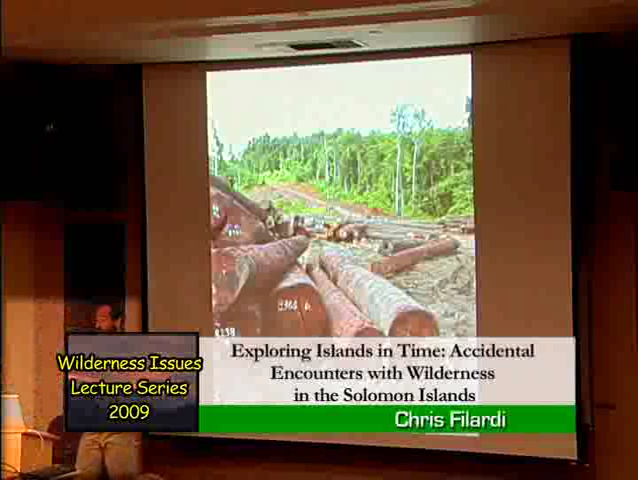 Wilderness Issues
Lecture Series
2009
Exploring Islands in Time: Accidental
Encounters with Wilderness
in the Solomon Islands
Chris Filardi